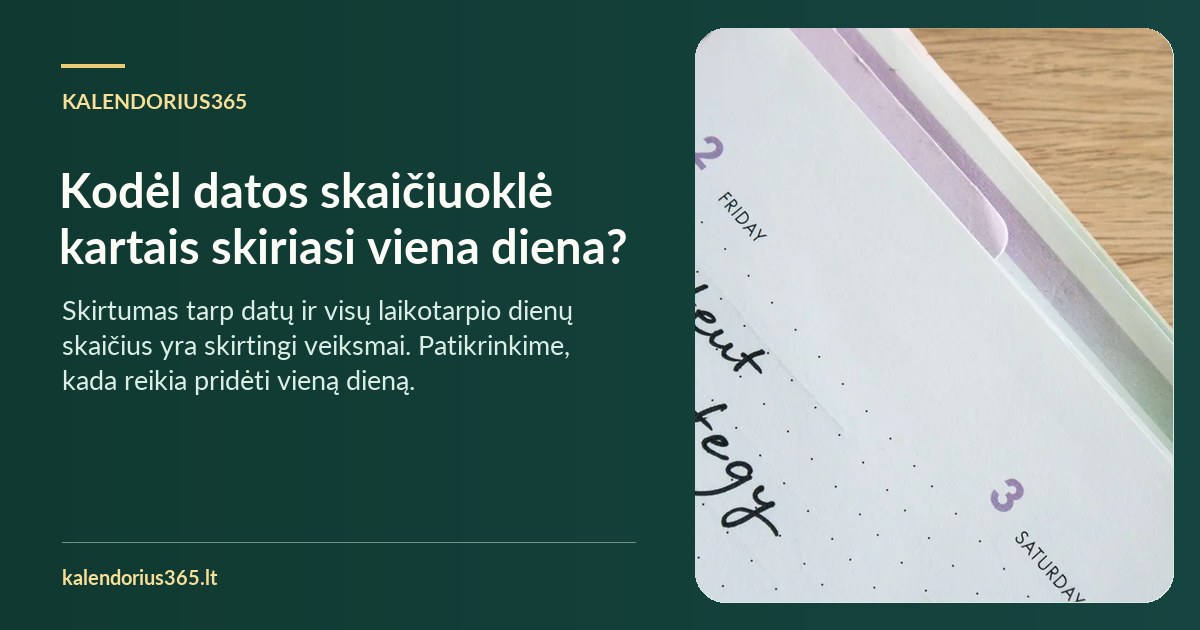 KALENDORIUS365
Kodėl datos skaičiuoklė
kartais skiriasi viena diena?
Skirtumas tarp datų ir visų laikotarpio dienų
skaičius yra skirtingi veiksmai. Patikrinkime,
kada reikia pridėti vieną dieną.
kalendorius365.lt
2
FRIDAY
3
SATURDAY